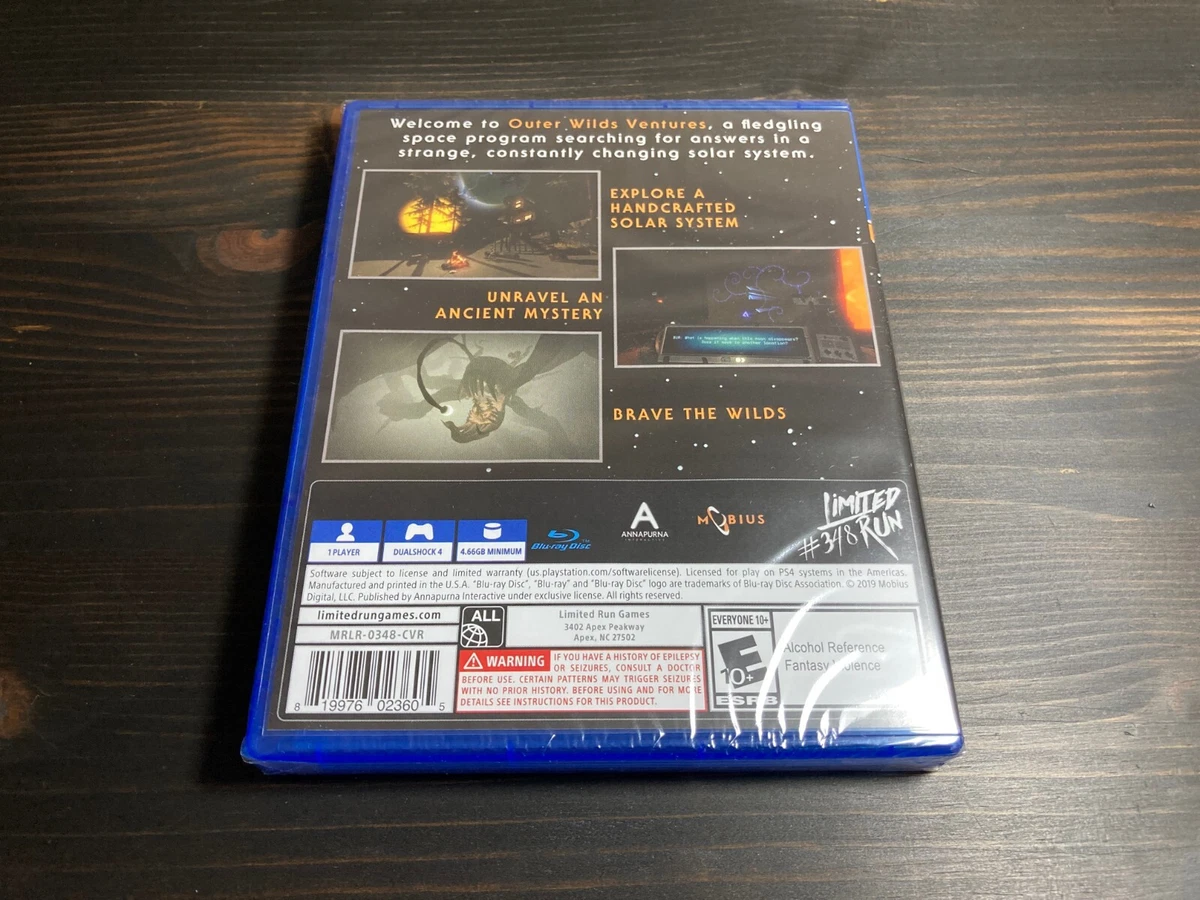 Welcome to Outer Wilds Ventures, a fledgling
space program searching for answers in a
strange, constantly changing solar system.
EXPLORE A
HANDCRAFTED
SOLAR SYSTEM
UNRAVEL AN
ANCIENT MYSTERY
BRAVE THE WILDS
1 PLAYER
DUALSHOCK 4
4.66GB MINIMUM
Blu-ray Disc
TM
A
ANNAPURNA
INTERACTIVE
MOBIUS
LIMITED
RUN
#348
Software subject to license and limited warranty (us.playstation.com/softwarelicense). Licensed for play on PS4 systems in the Americas.
Manufactured and printed in the U.S.A. "Blu-ray Disc", "Blu-ray" and "Blu-ray Disc" logo are trademarks of Blu-ray Disc Association. © 2019 Mobius
Digital, LLC. Published by Annapurna Interactive under exclusive license. All rights reserved.
limitedrungames.com
MRLR-0348-CVR
8 19976 02360 5
ALL
Limited Run Games
3402 Apex Peakway
Apex, NC 27502
WARNING IF YOU HAVE A HISTORY OF EPILEPSY
OR SEIZURES, CONSULT A DOCTOR
BEFORE USE. CERTAIN PATTERNS MAY TRIGGER SEIZURES
WITH NO PRIOR HISTORY. BEFORE USING AND FOR MORE
DETAILS SEE INSTRUCTIONS FOR THIS PRODUCT.
EVERYONE 10+
E
10+
ESRB
Alcohol Reference
Fantasy Violence